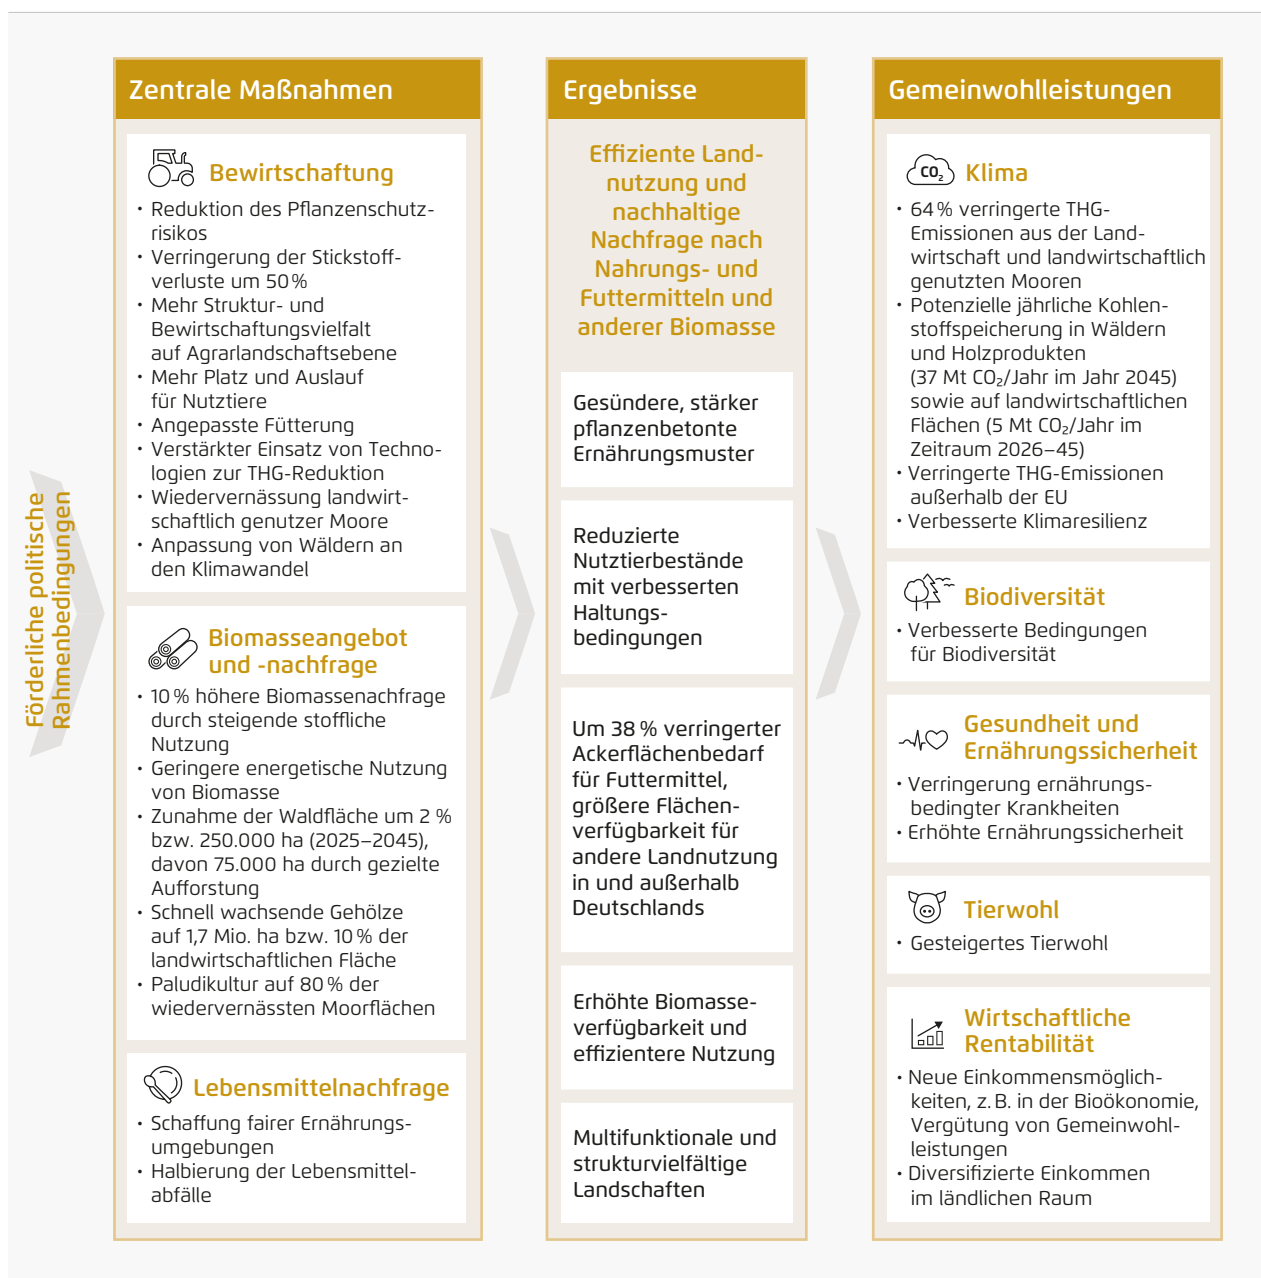 Förderliche politische
Rahmenbedingungen
Zentrale Maßnahmen
Bewirtschaftung
• Reduktion des Pflanzenschutz-
risikos
• Verringerung der Stickstoff-
verluste um 50 %
• Mehr Struktur- und
Bewirtschaftungsvielfalt
auf Agrarlandschaftsebene
• Mehr Platz und Auslauf
für Nutztiere
• Angepasste Fütterung
• Verstärkter Einsatz von Techno-
logien zur THG-Reduktion
• Wiedervernässung landwirt-
schaftlich genutzer Moore
• Anpassung von Wäldern an
den Klimawandel
Biomasseangebot
und -nachfrage
• 10 % höhere Biomassenachfrage
durch steigende stoffliche
Nutzung
• Geringere energetische Nutzung
von Biomasse
• Zunahme der Waldfläche um 2 %
bzw. 250.000 ha (2025–2045),
davon 75.000 ha durch gezielte
Aufforstung
• Schnell wachsende Gehölze
auf 1,7 Mio. ha bzw. 10 % der
landwirtschaftlichen Fläche
• Paludikultur auf 80 % der
wiedervernässten Moorflächen
Lebensmittelnachfrage
• Schaffung fairer Ernährungs-
umgebungen
• Halbierung der Lebensmittel-
abfälle
Ergebnisse
Effiziente Land-
nutzung und
nachhaltige
Nachfrage nach
Nahrungs- und
Futtermitteln und
anderer Biomasse
Gesündere, stärker
pflanzenbetonte
Ernährungsmuster
Reduzierte
Nutztierbestände
mit verbesserten
Haltungs-
bedingungen
Um 38 % verringerter
Ackerflächenbedarf
für Futtermittel,
größere Flächen-
verfügbarkeit für
andere Landnutzung
in und außerhalb
Deutschlands
Erhöhte Biomasse-
verfügbarkeit und
effizientere Nutzung
Multifunktionale und
strukturvielfältige
Landschaften
Gemeinwohlleistungen
CO₂
Klima
• 64 % verringerte THG-
Emissionen aus der Land-
wirtschaft und landwirtschaftlich
genutzten Mooren
• Potenzielle jährliche Kohlen-
stoffspeicherung in Wäldern
und Holzprodukten
(37 Mt CO₂/Jahr im Jahr 2045)
sowie auf landwirtschaftlichen
Flächen (5 Mt CO₂/Jahr im
Zeitraum 2026–45)
• Verringerte THG-Emissionen
außerhalb der EU
• Verbesserte Klimaresilienz
Biodiversität
• Verbesserte Bedingungen
für Biodiversität
Gesundheit und
Ernährungssicherheit
• Verringerung ernährungs-
bedingter Krankheiten
• Erhöhte Ernährungssicherheit
Tierwohl
• Gesteigertes Tierwohl
Wirtschaftliche
Rentabilität
• Neue Einkommensmöglich-
keiten, z. B. in der Bioökonomie,
Vergütung von Gemeinwohl-
leistungen
• Diversifizierte Einkommen
im ländlichen Raum